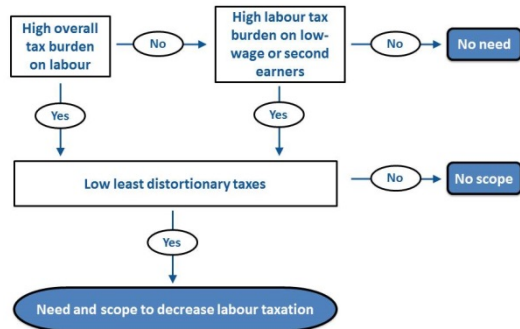 High overall
tax burden
on labour
No
High labour tax
burden on low-
wage or second
earners
No
No need
Yes
Yes
Low least distortionary taxes
No
No scope
Yes
Need and scope to decrease labour taxation